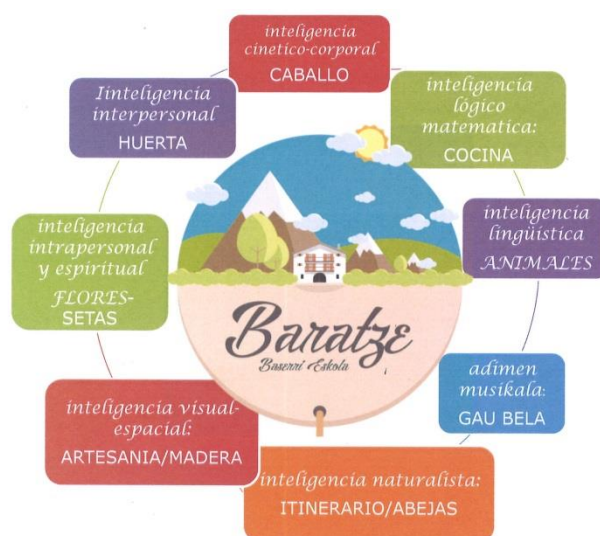 inteligencia
cinetico-corporal
CABALLO
inteligencia
lógico
matematica:
COCINA
inteligencia
lingüistica
ANIMALES
adimen
musikala:
GAU BELA
inteligencia naturalista:
ITINERARIO/ABEJAS
inteligencia visual-
espacial:
ARTESANIA/MADERA
inteligencia
intrapersonal
y espiritual
FLORES-
SETAS
Iinteligencia
interpersonal
HUERTA
Baratze
Baserri Eskola